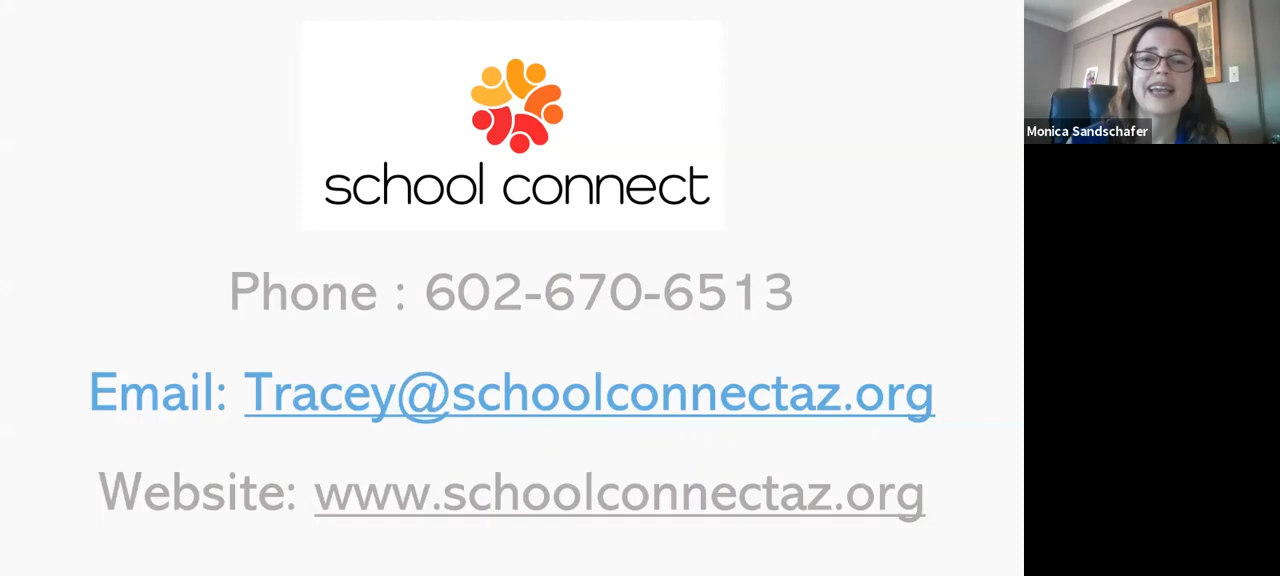 school connect
Phone : 602-670-6513
Email: Tracey@schoolconnectaz.org
Website: www.schoolconnectaz.org
Monica Sandschafer